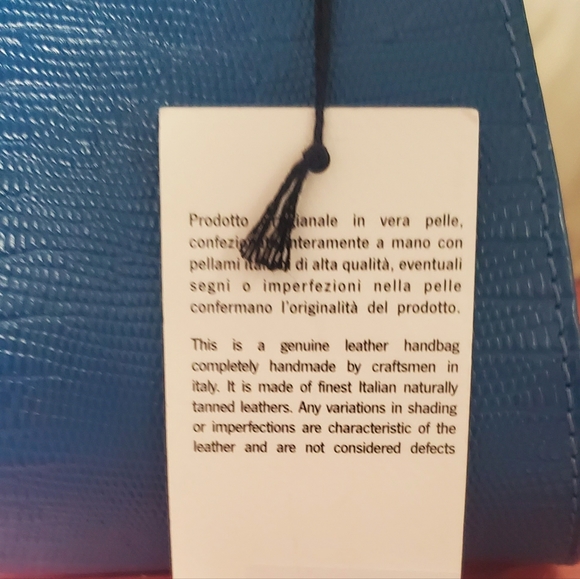 Prodotto in vera pelle,
interamente a mano con
pellami di alta qualità, eventuali
segni o imperfezioni nella pelle
confermano l'originalità del prodotto.
This is a genuine leather handbag
completely handmade by craftsmen in
italy. It is made of finest Italian naturally
tanned leathers. Any variations in shading
or imperfections are characteristic of the
leather and are not considered defects